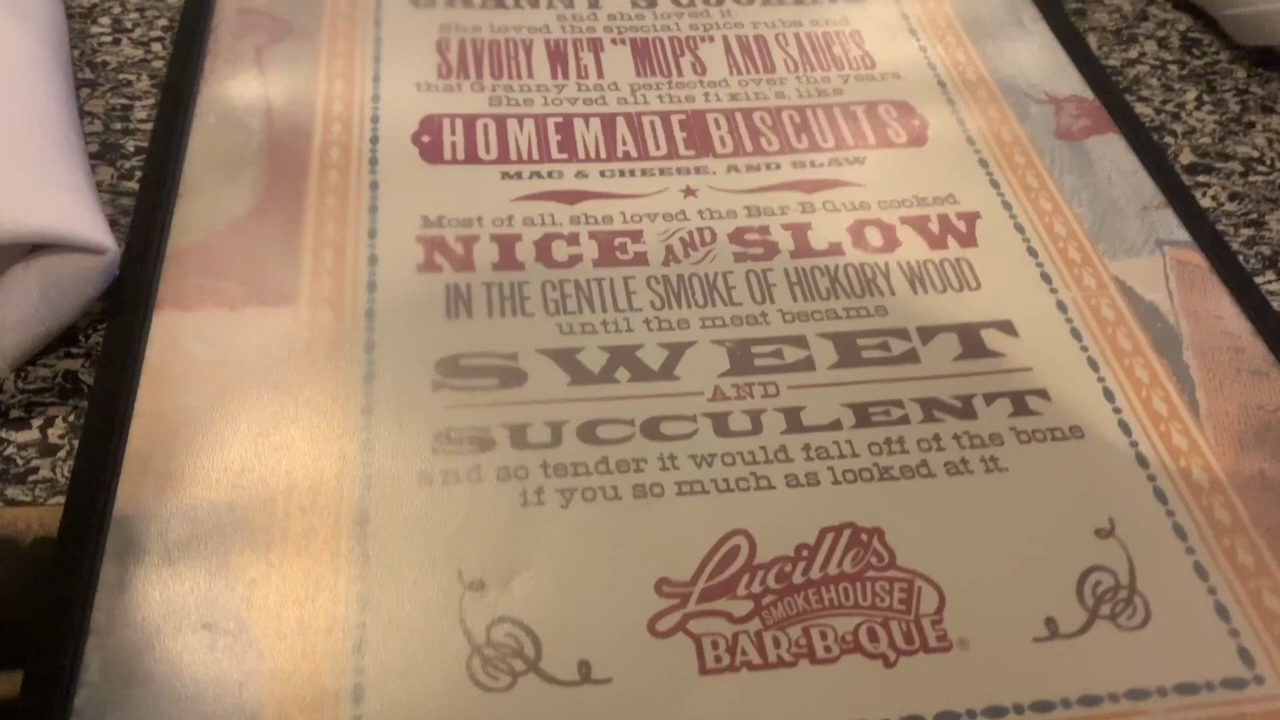 GRANNY'S COOKING
and she loved it.
She loved the special spice rubs and
SAVORY WET "MOPS" AND SAUCES
that Granny had perfected over the years.
She loved all the fixin's, like
HOMEMADE BISCUITS
MAC & CHEESE, AND SLAW
Most of all, she loved the Bar-B-Que cooked
NICE AND SLOW
IN THE GENTLE SMOKE OF HICKORY WOOD
until the meat became
SWEET
AND
SUCCULENT
and so tender it would fall off of the bone
if you so much as looked at it.
Lucille's
SMOKEHOUSE
BAR-B-QUE®